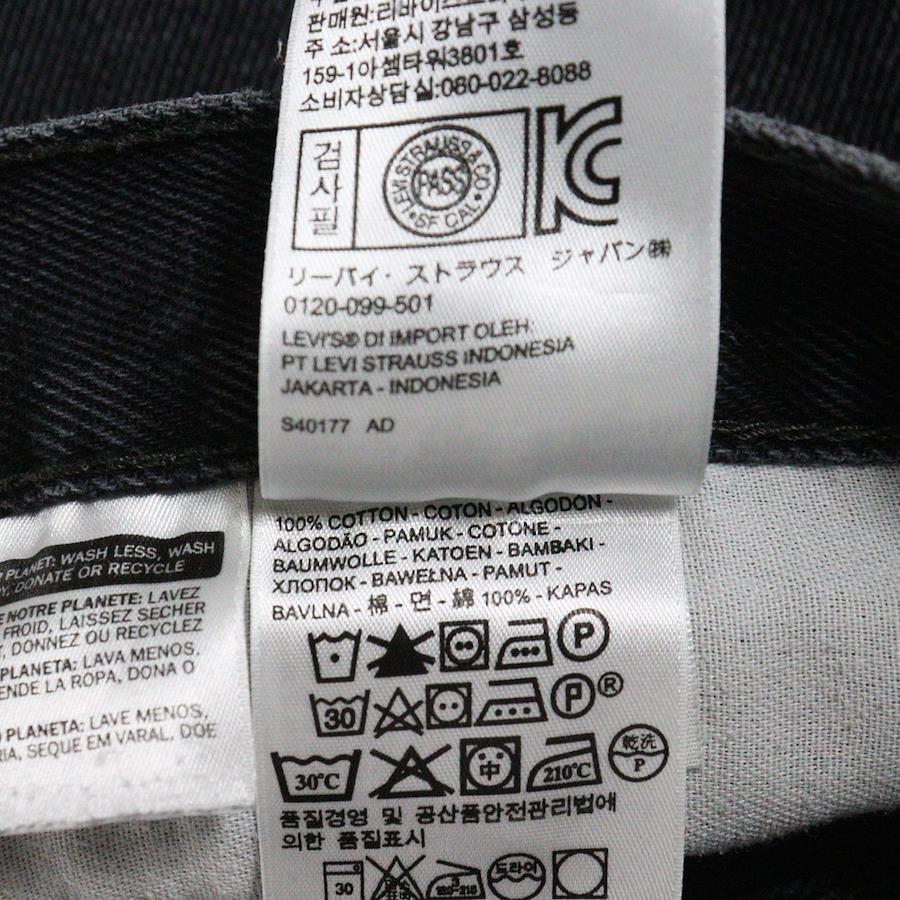 판매원:리바이스트라
주 소:서울시 강남구 삼성동
159-1아셈타워3801호
소비자상담실:080-022-8088
검사필
LEVI STRAUSS & CO
PASS
SF CAL
リーバイ・ストラウス ジャパン㈱
0120-099-501
LEVI'S® DI IMPORT OLEH:
PT LEVI STRAUSS INDONESIA
JAKARTA - INDONESIA
S40177 AD
PLANET: WASH LESS, WASH
DONATE OR RECYCLE
NOTRE PLANETE: LAVEZ
FROID, LAISSEZ SECHER
DONNEZ OU RECYCLEZ
PLANETA: LAVA MENOS,
ENDE LA ROPA, DONA O
PLANETA: LAVE MENOS,
RIA, SEQUE EM VARAL, DOE
100% COTTON - COTON - ALGODON -
ALGODÃO - PAMUK - COTONE -
BAUMWOLLE - KATOEN - BAMBAKI -
ХЛОПОК - BAWEŁNA - PAMUT -
BAVLNA - 棉 - 면 - 綿 100% - KAPAS
P
30 P ®
30°C 中 210°C 乾洗 P
품질경영 및 공산품안전관리법에
의한 품질표시
30 드라이